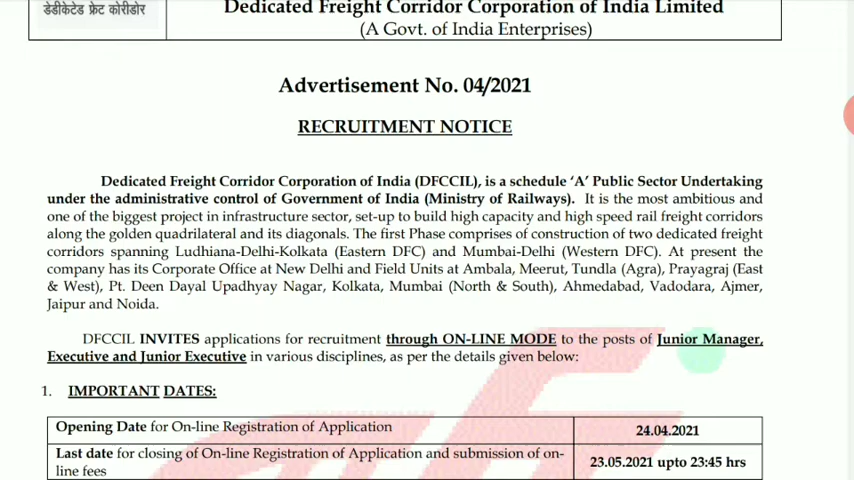 डेडीकेटेड फ्रेट कोरीडोर
Dedicated Freight Corridor Corporation of India Limited
(A Govt. of India Enterprises)
Advertisement No. 04/2021
RECRUITMENT NOTICE
Dedicated Freight Corridor Corporation of India (DFCCIL), is a schedule ‘A’ Public Sector Undertaking
under the administrative control of Government of India (Ministry of Railways). It is the most ambitious and
one of the biggest project in infrastructure sector, set-up to build high capacity and high speed rail freight corridors
along the golden quadrilateral and its diagonals. The first Phase comprises of construction of two dedicated freight
corridors spanning Ludhiana-Delhi-Kolkata (Eastern DFC) and Mumbai-Delhi (Western DFC). At present the
company has its Corporate Office at New Delhi and Field Units at Ambala, Meerut, Tundla (Agra), Prayagraj (East
& West), Pt. Deen Dayal Upadhyay Nagar, Kolkata, Mumbai (North & South), Ahmedabad, Vadodara, Ajmer,
Jaipur and Noida.
DFCCIL INVITES applications for recruitment through ON-LINE MODE to the posts of Junior Manager,
Executive and Junior Executive in various disciplines, as per the details given below:
1. IMPORTANT DATES:
Opening Date for On-line Registration of Application 24.04.2021
Last date for closing of On-line Registration of Application and submission of on-
line fees 23.05.2021 upto 23:45 hrs